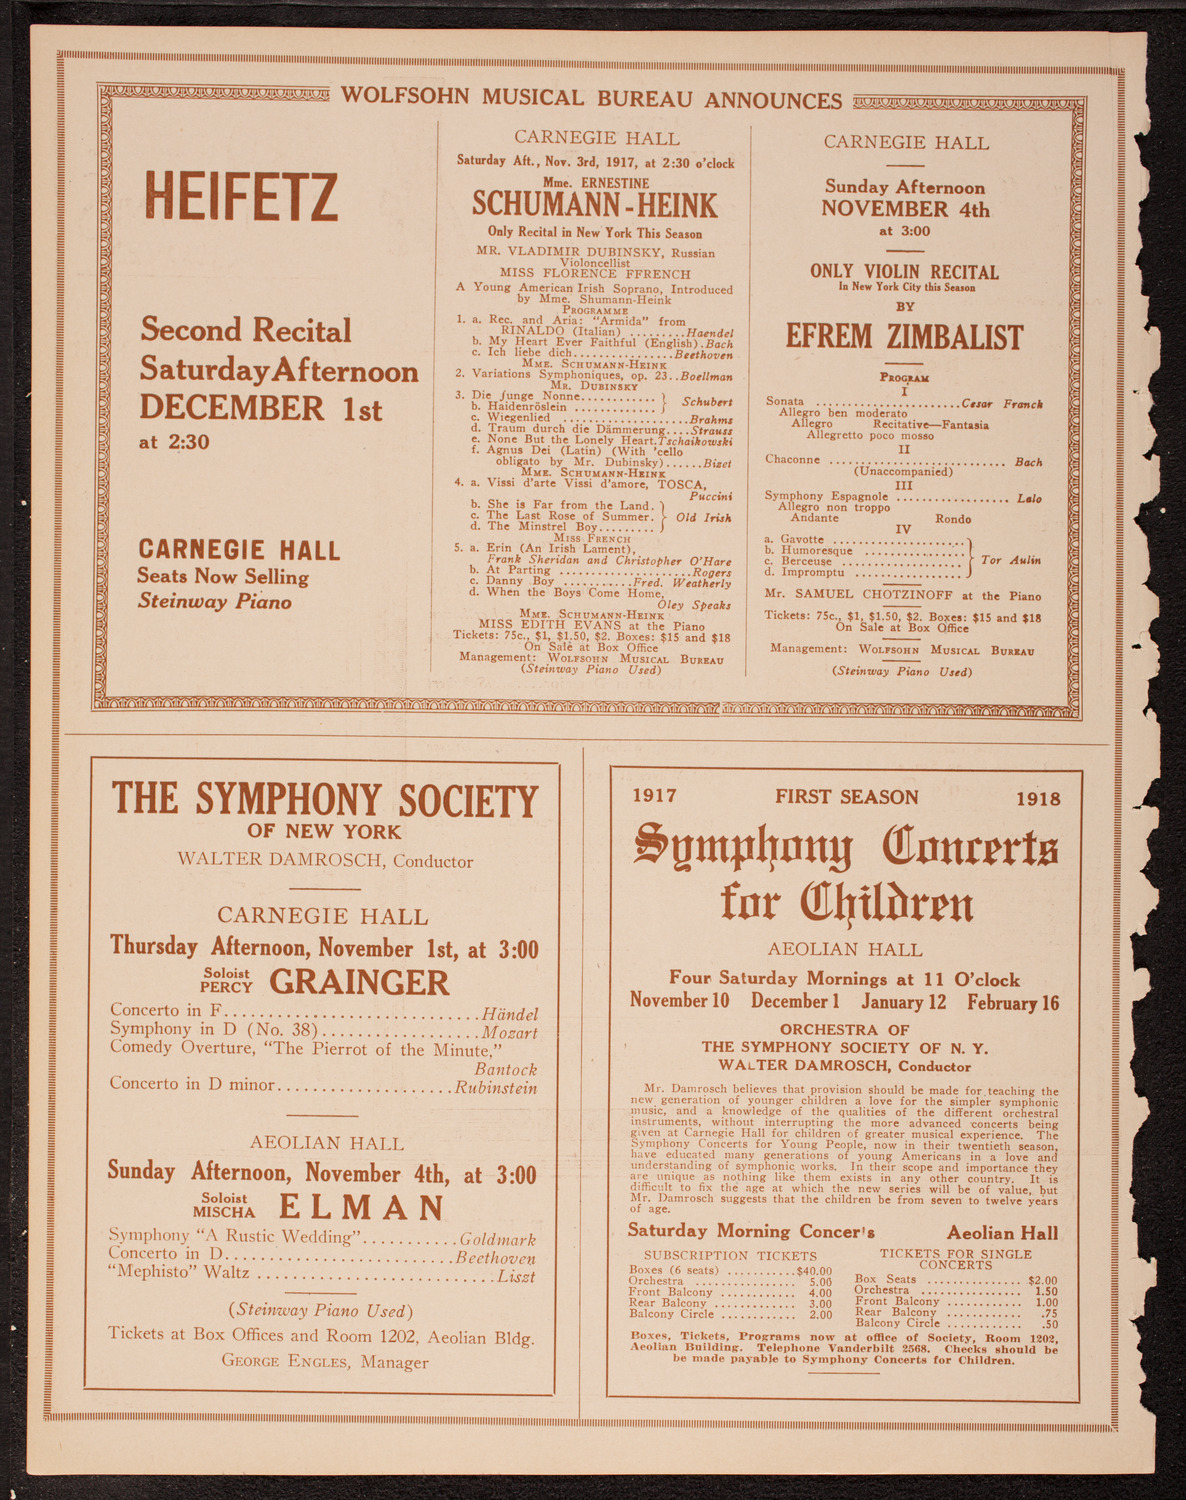 WOLFSOHN MUSICAL BUREAU ANNOUNCES
HEIFETZ
Second Recital
Saturday Afternoon
DECEMBER 1st
at 2:30
CARNEGIE HALL
Seats Now Selling
Steinway Piano
CARNEGIE HALL
Saturday Aft., Nov. 3rd, 1917, at 2:30 o'clock
Mme. ERNESTINE
SCHUMANN-HEINK
Only Recital in New York This Season
MR. VLADIMIR DUBINSKY, Russian
Violoncellist
MISS FLORENCE FFRENCH
A Young American Irish Soprano, Introduced
by Mme. Shumann-Heink
PROGRAMME
1. a. Rec. and Aria: "Armida" from
RINALDO (Italian) .........Haendel
b. My Heart Ever Faithful (English).Bach
c. Ich liebe dich...............Beethoven
MME. SCHUMANN-HEINK
2. Variations Symphoniques, op. 23..Boellman
MR. DUBINSKY
3. Die Junge Nonne...........
b. Haidenröslein ............ } Schubert
c. Wiegenlied ..................Brahms
d. Traum durch die Dämmerung....Strauss
e. None But the Lonely Heart.Tschaikowski
f. Agnus Dei (Latin) (With 'cello
obligato by Mr. Dubinsky)......Bizet
MME. SCHUMANN-HEINK
4. a. Vissi d'arte Vissi d'amore, TOSCA,
Puccini
b. She is Far from the Land.
c. The Last Rose of Summer. } Old Irish
d. The Minstrel Boy.........
MISS FRENCH
5. a. Erin (An Irish Lament),
Frank Sheridan and Christopher O'Hare
b. At Parting ....................Rogers
c. Danny Boy ...........Fred. Weatherly
d. When the Boys Come Home,
Oley Speaks
MME. SCHUMANN-HEINK
MISS EDITH EVANS at the Piano
Tickets: 75c., $1, $1.50, $2. Boxes: $15 and $18
On Sale at Box Office
Management: WOLFSOHN MUSICAL BUREAU
(Steinway Piano Used)
CARNEGIE HALL
Sunday Afternoon
NOVEMBER 4th
at 3:00
ONLY VIOLIN RECITAL
In New York City this Season
BY
EFREM ZIMBALIST
PROGRAM
I
Sonata ......................Cesar Franck
Allegro ben moderato
Allegro Recitative—Fantasia
Allegretto poco mosso
II
Chaconne ........................... Bach
(Unaccompanied)
III
Symphony Espagnole ................. Lalo
Allegro non troppo
Andante Rondo
IV
a. Gavotte ....................
b. Humoresque ...............
c. Berceuse .................. } Tor Aulin
d. Impromptu ................
Mr. SAMUEL CHOTZINOFF at the Piano
Tickets: 75c., $1, $1.50, $2. Boxes: $15 and $18
On Sale at Box Office
Management: WOLFSOHN MUSICAL BUREAU
(Steinway Piano Used)
THE SYMPHONY SOCIETY
OF NEW YORK
WALTER DAMROSCH, Conductor
CARNEGIE HALL
Thursday Afternoon, November 1st, at 3:00
Soloist
PERCY GRAINGER
Concerto in F.............................Händel
Symphony in D (No. 38)..................Mozart
Comedy Overture, "The Pierrot of the Minute,"
Bantock
Concerto in D minor....................Rubinstein
AEOLIAN HALL
Sunday Afternoon, November 4th, at 3:00
Soloist
MISCHA ELMAN
Symphony "A Rustic Wedding"...........Goldmark
Concerto in D..........................Beethoven
"Mephisto" Waltz ...........................Liszt
(Steinway Piano Used)
Tickets at Box Offices and Room 1202, Aeolian Bldg.
GEORGE ENGLES, Manager
1917 FIRST SEASON 1918
Symphony Concerts
for Children
AEOLIAN HALL
Four Saturday Mornings at 11 O'clock
November 10 December 1 January 12 February 16
ORCHESTRA OF
THE SYMPHONY SOCIETY OF N. Y.
WALTER DAMROSCH, Conductor
Mr. Damrosch believes that provision should be made for teaching the
new generation of younger children a love for the simpler symphonic
music, and a knowledge of the qualities of the different orchestral
instruments, without interrupting the more advanced concerts being
given at Carnegie Hall for children of greater musical experience. The
Symphony Concerts for Young People, now in their twentieth season,
have educated many generations of young Americans in a love and
understanding of symphonic works. In their scope and importance they
are unique as nothing like them exists in any other country. It is
difficult to fix the age at which the new series will be of value, but
Mr. Damrosch suggests that the children be from seven to twelve years
of age.
Saturday Morning Concerts Aeolian Hall
SUBSCRIPTION TICKETS
Boxes (6 seats) ...........$40.00
Orchestra ................ 5.00
Front Balcony ............ 4.00
Rear Balcony ............. 3.00
Balcony Circle ............ 2.00
TICKETS FOR SINGLE
CONCERTS
Box Seats ............... $2.00
Orchestra ................ 1.50
Front Balcony ............ 1.00
Rear Balcony ............ .75
Balcony Circle ............ .50
Boxes, Tickets, Programs now at office of Society, Room 1202,
Aeolian Building. Telephone Vanderbilt 2568. Checks should be
be made payable to Symphony Concerts for Children.